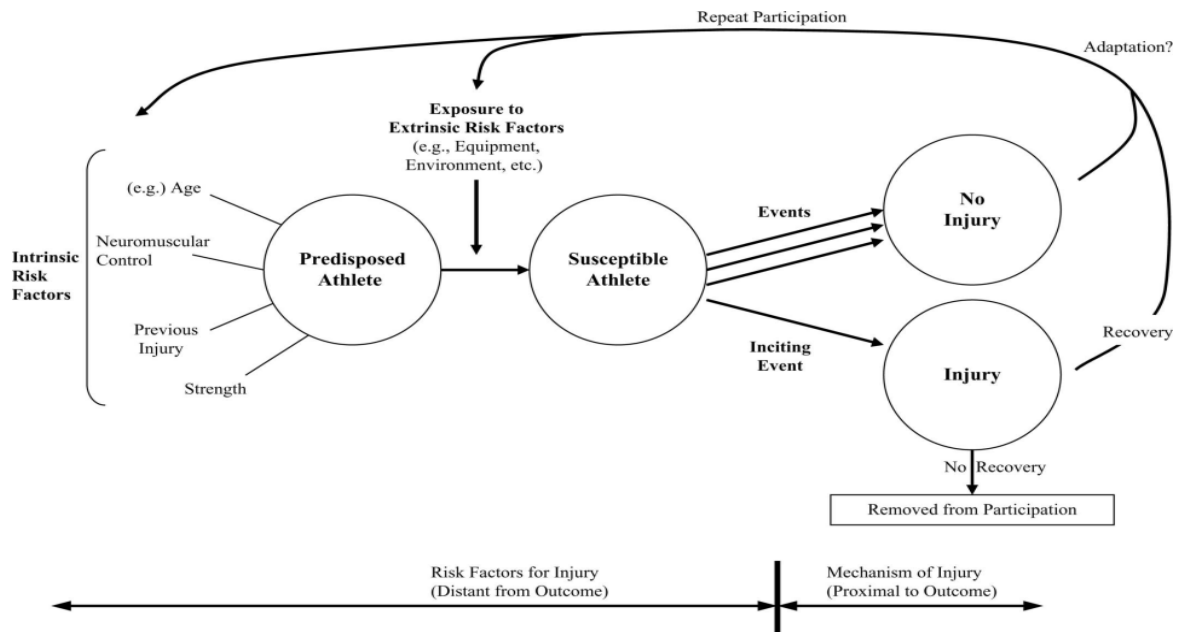 Repeat Participation
Adaptation?
Exposure to
Extrinsic Risk Factors
(e.g., Equipment,
Environment, etc.)
Intrinsic
Risk
Factors
(e.g.) Age
Neuromuscular
Control
Previous
Injury
Strength
Predisposed
Athlete
Susceptible
Athlete
Events
Inciting
Event
No
Injury
Injury
Recovery
No Recovery
Removed from Participation
Risk Factors for Injury
(Distant from Outcome)
Mechanism of Injury
(Proximal to Outcome)